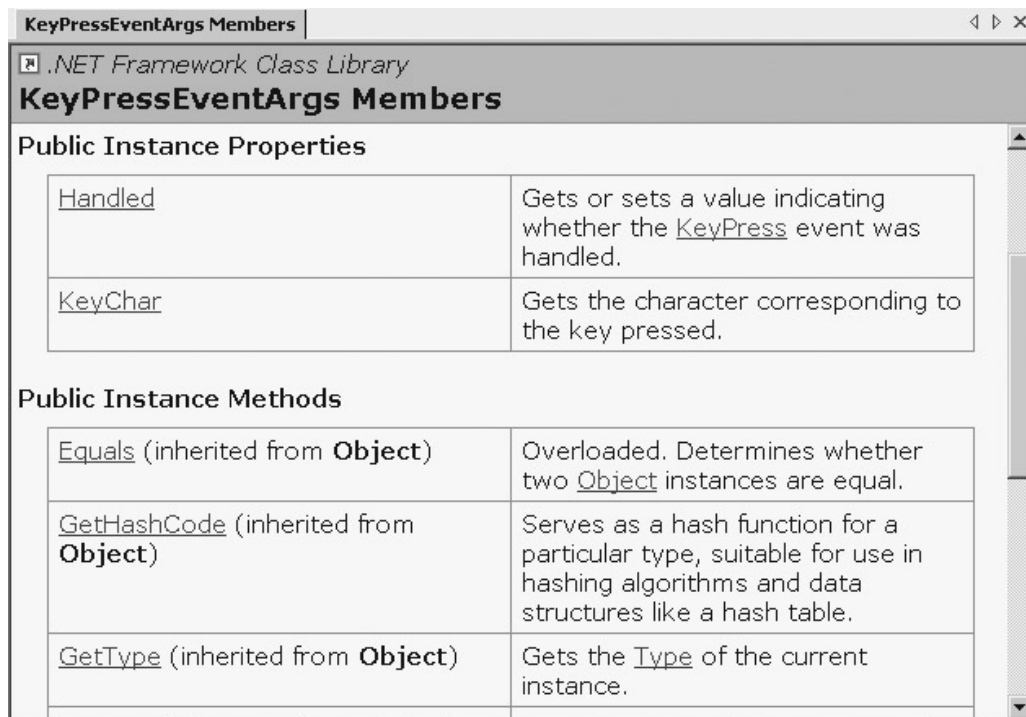 KeyPressEventArgs Members
.NET Framework Class Library
KeyPressEventArgs Members
Public Instance Properties
Handled
Gets or sets a value indicating
whether the KeyPress event was
handled.
KeyChar
Gets the character corresponding to
the key pressed.
Public Instance Methods
Equals (inherited from Object)
Overloaded. Determines whether
two Object instances are equal.
GetHashCode (inherited from
Object)
Serves as a hash function for a
particular type, suitable for use in
hashing algorithms and data
structures like a hash table.
GetType (inherited from Object)
Gets the Type of the current
instance.